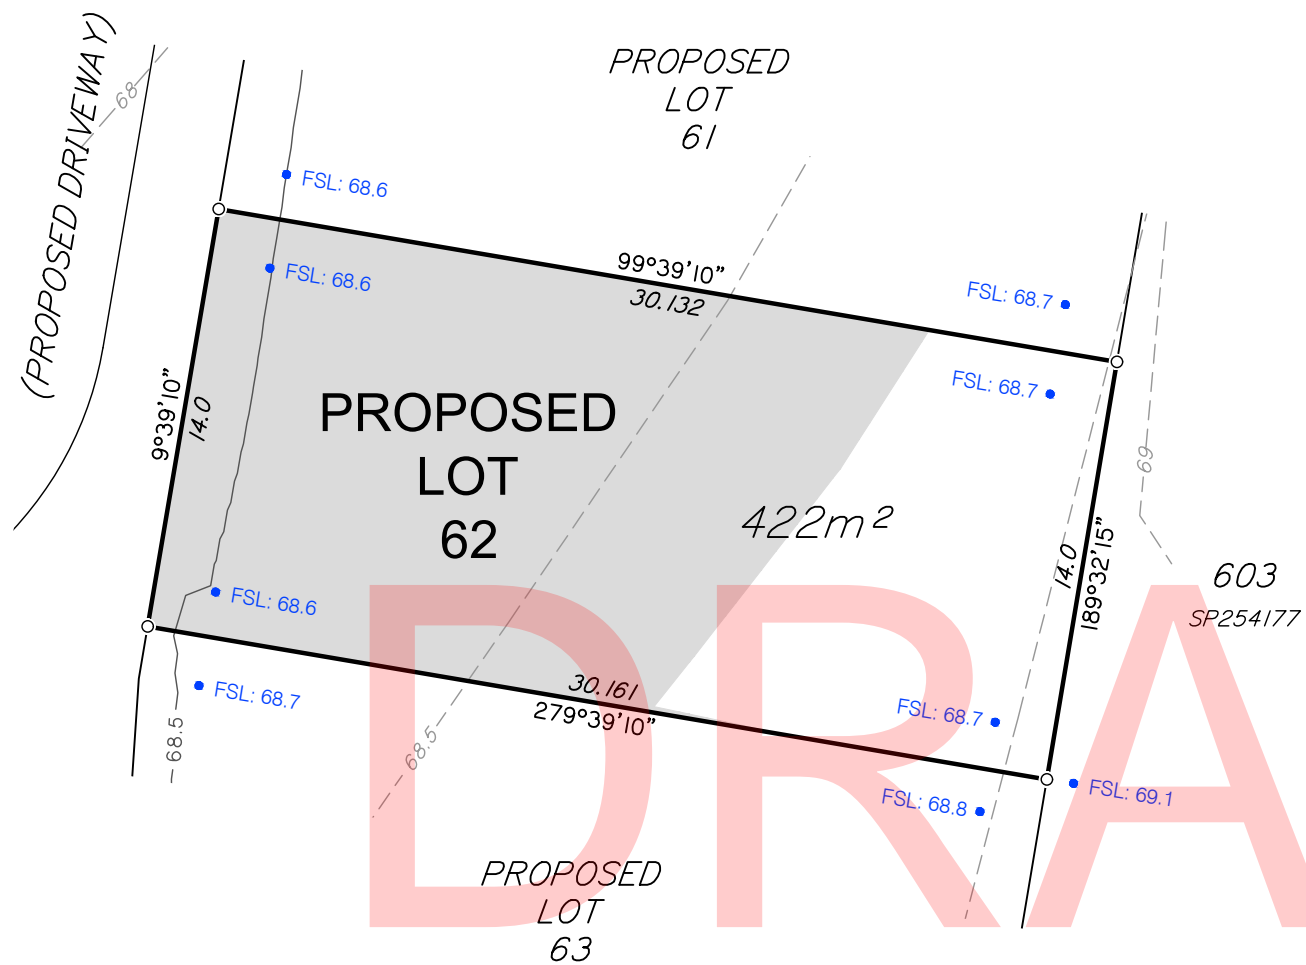 PROPOSED
LOT
61
(PROPOSED DRIVEWAY)
68
FSL: 68.6
FSL: 68.6
99°39'10"
30.132
FSL: 68.7
FSL: 68.7
9°39'10"
14.0
PROPOSED
LOT
62
422m²
69
14.0
189°32'15"
603
SP254177
FSL: 68.6
FSL: 68.7
30.161
279°39'10"
FSL: 68.7
68.5
68.5
FSL: 68.8
FSL: 69.1
DRA
PROPOSED
LOT
63